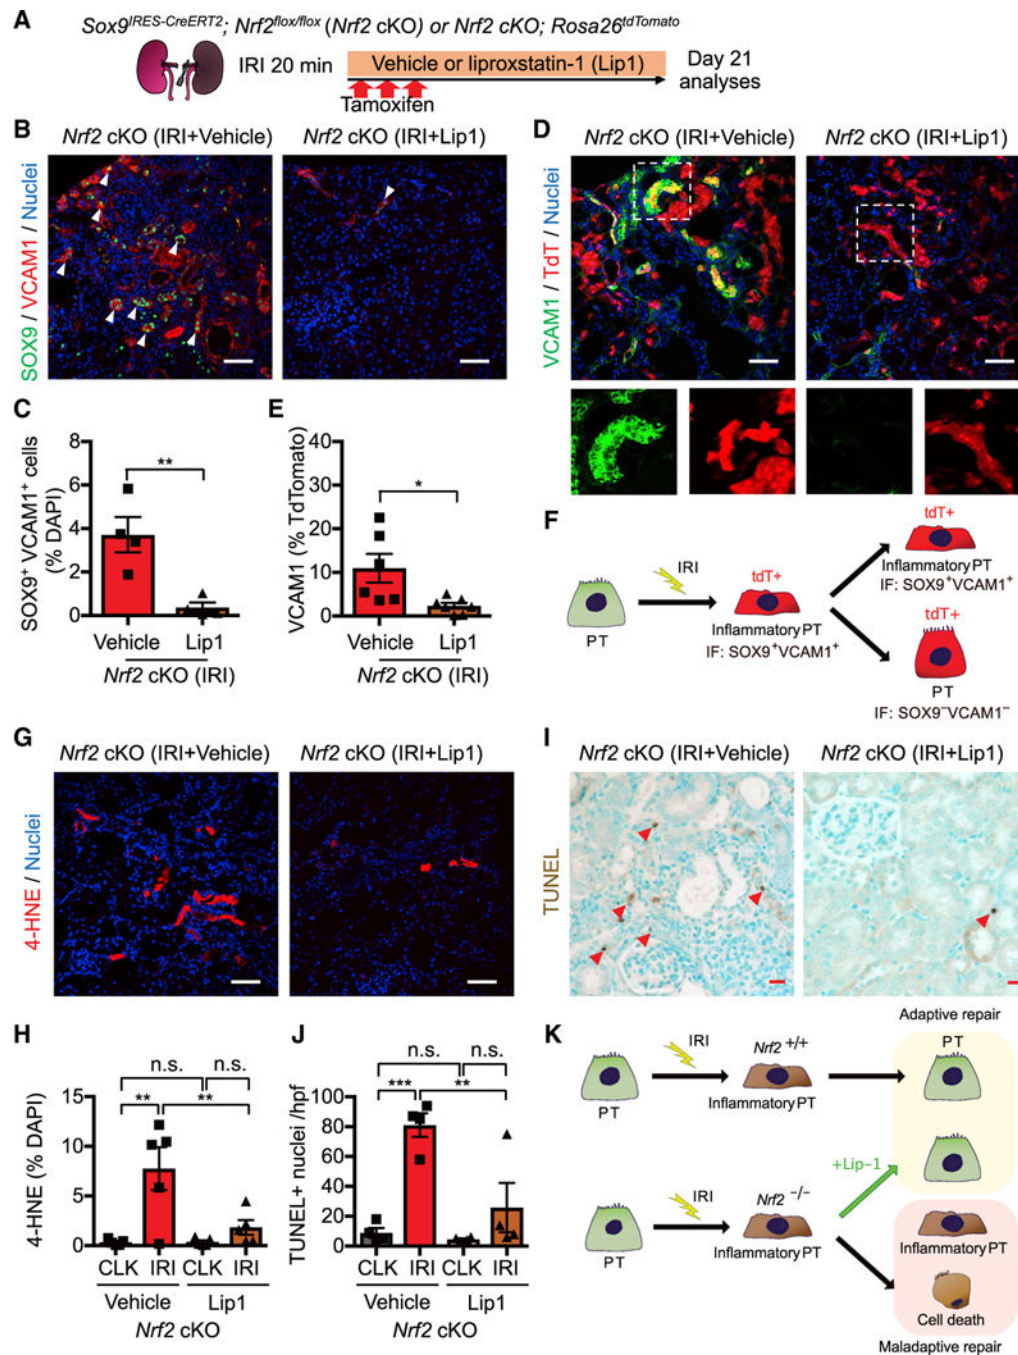 A
Sox9^IRES-CreERT2; Nrf2^flox/flox (Nrf2 cKO) or Nrf2 cKO; Rosa26^tdTomato
IRI 20 min
Vehicle or liproxstatin-1 (Lip1)
Tamoxifen
Day 21
analyses
B
Nrf2 cKO (IRI+Vehicle)
Nrf2 cKO (IRI+Lip1)
SOX9 / VCAM1 / Nuclei
D
Nrf2 cKO (IRI+Vehicle)
Nrf2 cKO (IRI+Lip1)
VCAM1 / TdT / Nuclei
C
SOX9⁺ VCAM1⁺ cells
(% DAPI)
8
6
4
2
0
**
Vehicle
Lip1
Nrf2 cKO (IRI)
E
VCAM1 (% TdTomato)
40
30
20
10
0
*
Vehicle
Lip1
Nrf2 cKO (IRI)
F
PT
IRI
tdT+
Inflammatory PT
IF: SOX9⁺VCAM1⁺
tdT+
Inflammatory PT
IF: SOX9⁺VCAM1⁺
tdT+
PT
IF: SOX9⁻VCAM1⁻
G
Nrf2 cKO (IRI+Vehicle)
Nrf2 cKO (IRI+Lip1)
4-HNE / Nuclei
I
Nrf2 cKO (IRI+Vehicle)
Nrf2 cKO (IRI+Lip1)
TUNEL
H
4-HNE (% DAPI)
15
10
5
0
n.s.
n.s.
**
**
CLK
IRI
CLK
IRI
Vehicle
Lip1
Nrf2 cKO
J
TUNEL+ nuclei /hpf
100
80
60
40
20
0
n.s.
n.s.
***
**
CLK
IRI
CLK
IRI
Vehicle
Lip1
Nrf2 cKO
K
Adaptive repair
PT
IRI
Nrf2 +/+
Inflammatory PT
PT
+Lip-1
PT
IRI
Nrf2 −/−
Inflammatory PT
Inflammatory PT
Cell death
Maladaptive repair